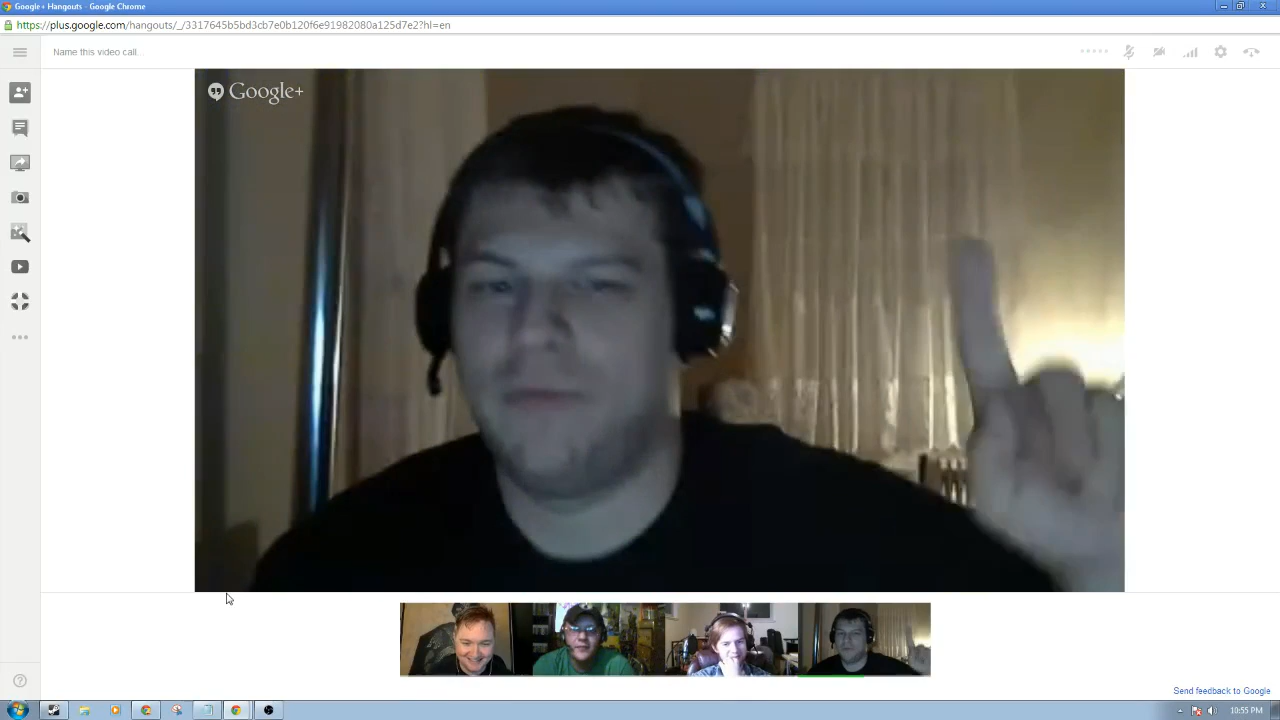 Google+ Hangouts - Google Chrome
https://plus.google.com/hangouts/_/3317645b5bd3cb7e0b120f6e91982080a125d7e2?hl=en
Name this video call...
Google+
Send feedback to Google
10:55 PM